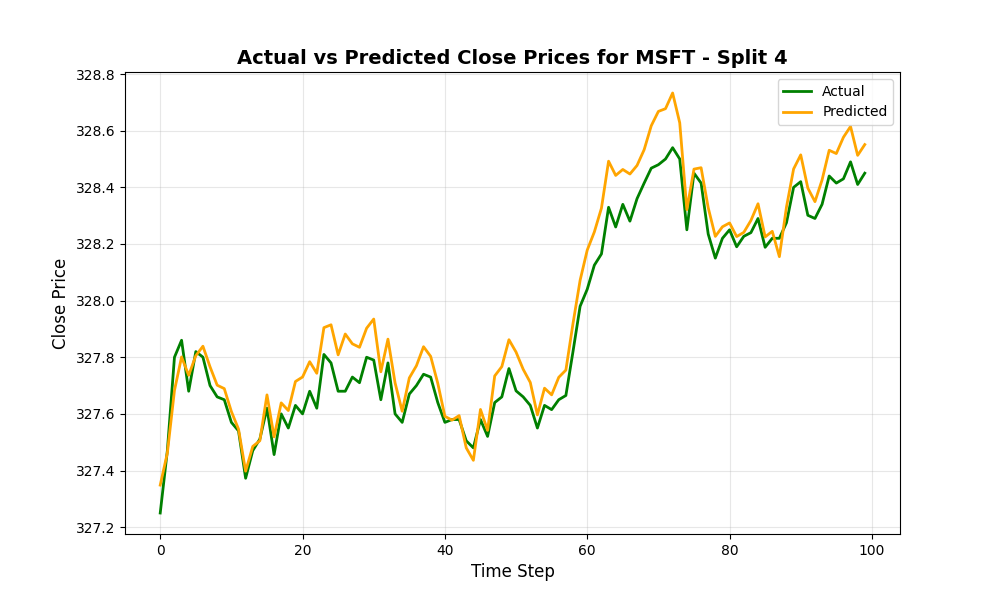 Actual vs Predicted Close Prices for MSFT - Split 4
Actual
Predicted
Close Price
328.8
328.6
328.4
328.2
328.0
327.8
327.6
327.4
327.2
0 20 40 60 80 100
Time Step